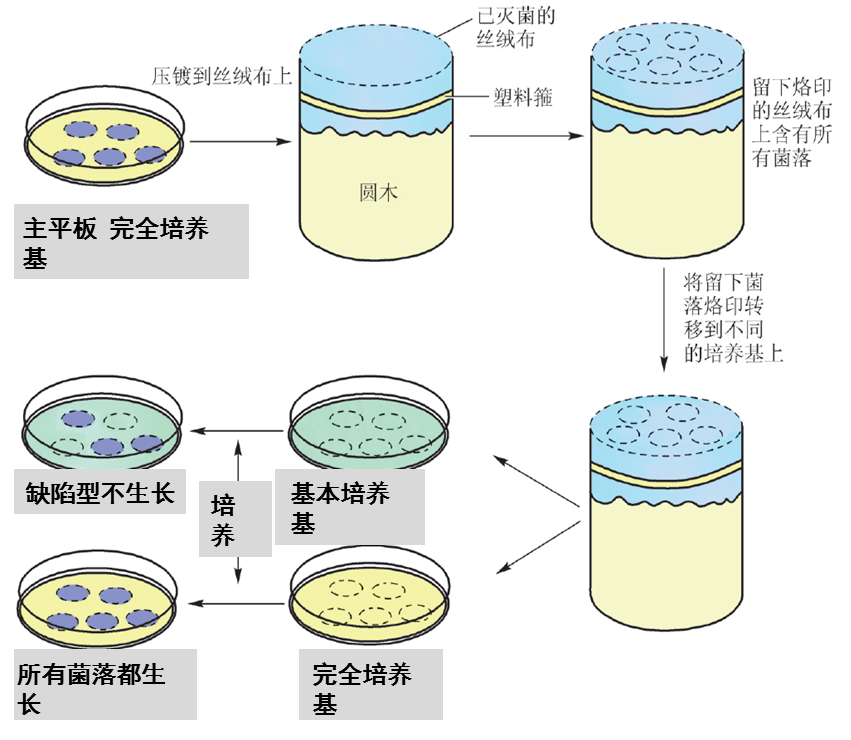 已灭菌的
丝绒布
压镀到丝绒布上
塑料箍
留下烙印
的丝绒布
上含有所
有菌落
圆木
主平板 完全培养
基
将留下菌
落烙印转
移到不同
的培养基上
缺陷型不生长
培
养
基本培养
基
所有菌落都生
长
完全培养
基